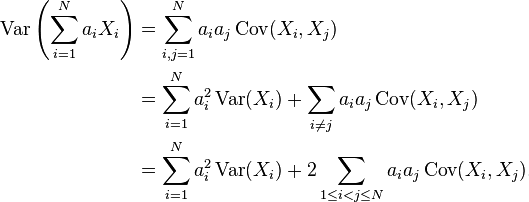 Var(∑_{i=1}^{N} a_i X_i) = ∑_{i,j=1}^{N} a_i a_j Cov(X_i, X_j)
= ∑_{i=1}^{N} a_i^2 Var(X_i) + ∑_{i≠j} a_i a_j Cov(X_i, X_j)
= ∑_{i=1}^{N} a_i^2 Var(X_i) + 2 ∑_{1≤i<j≤N} a_i a_j Cov(X_i, X_j)